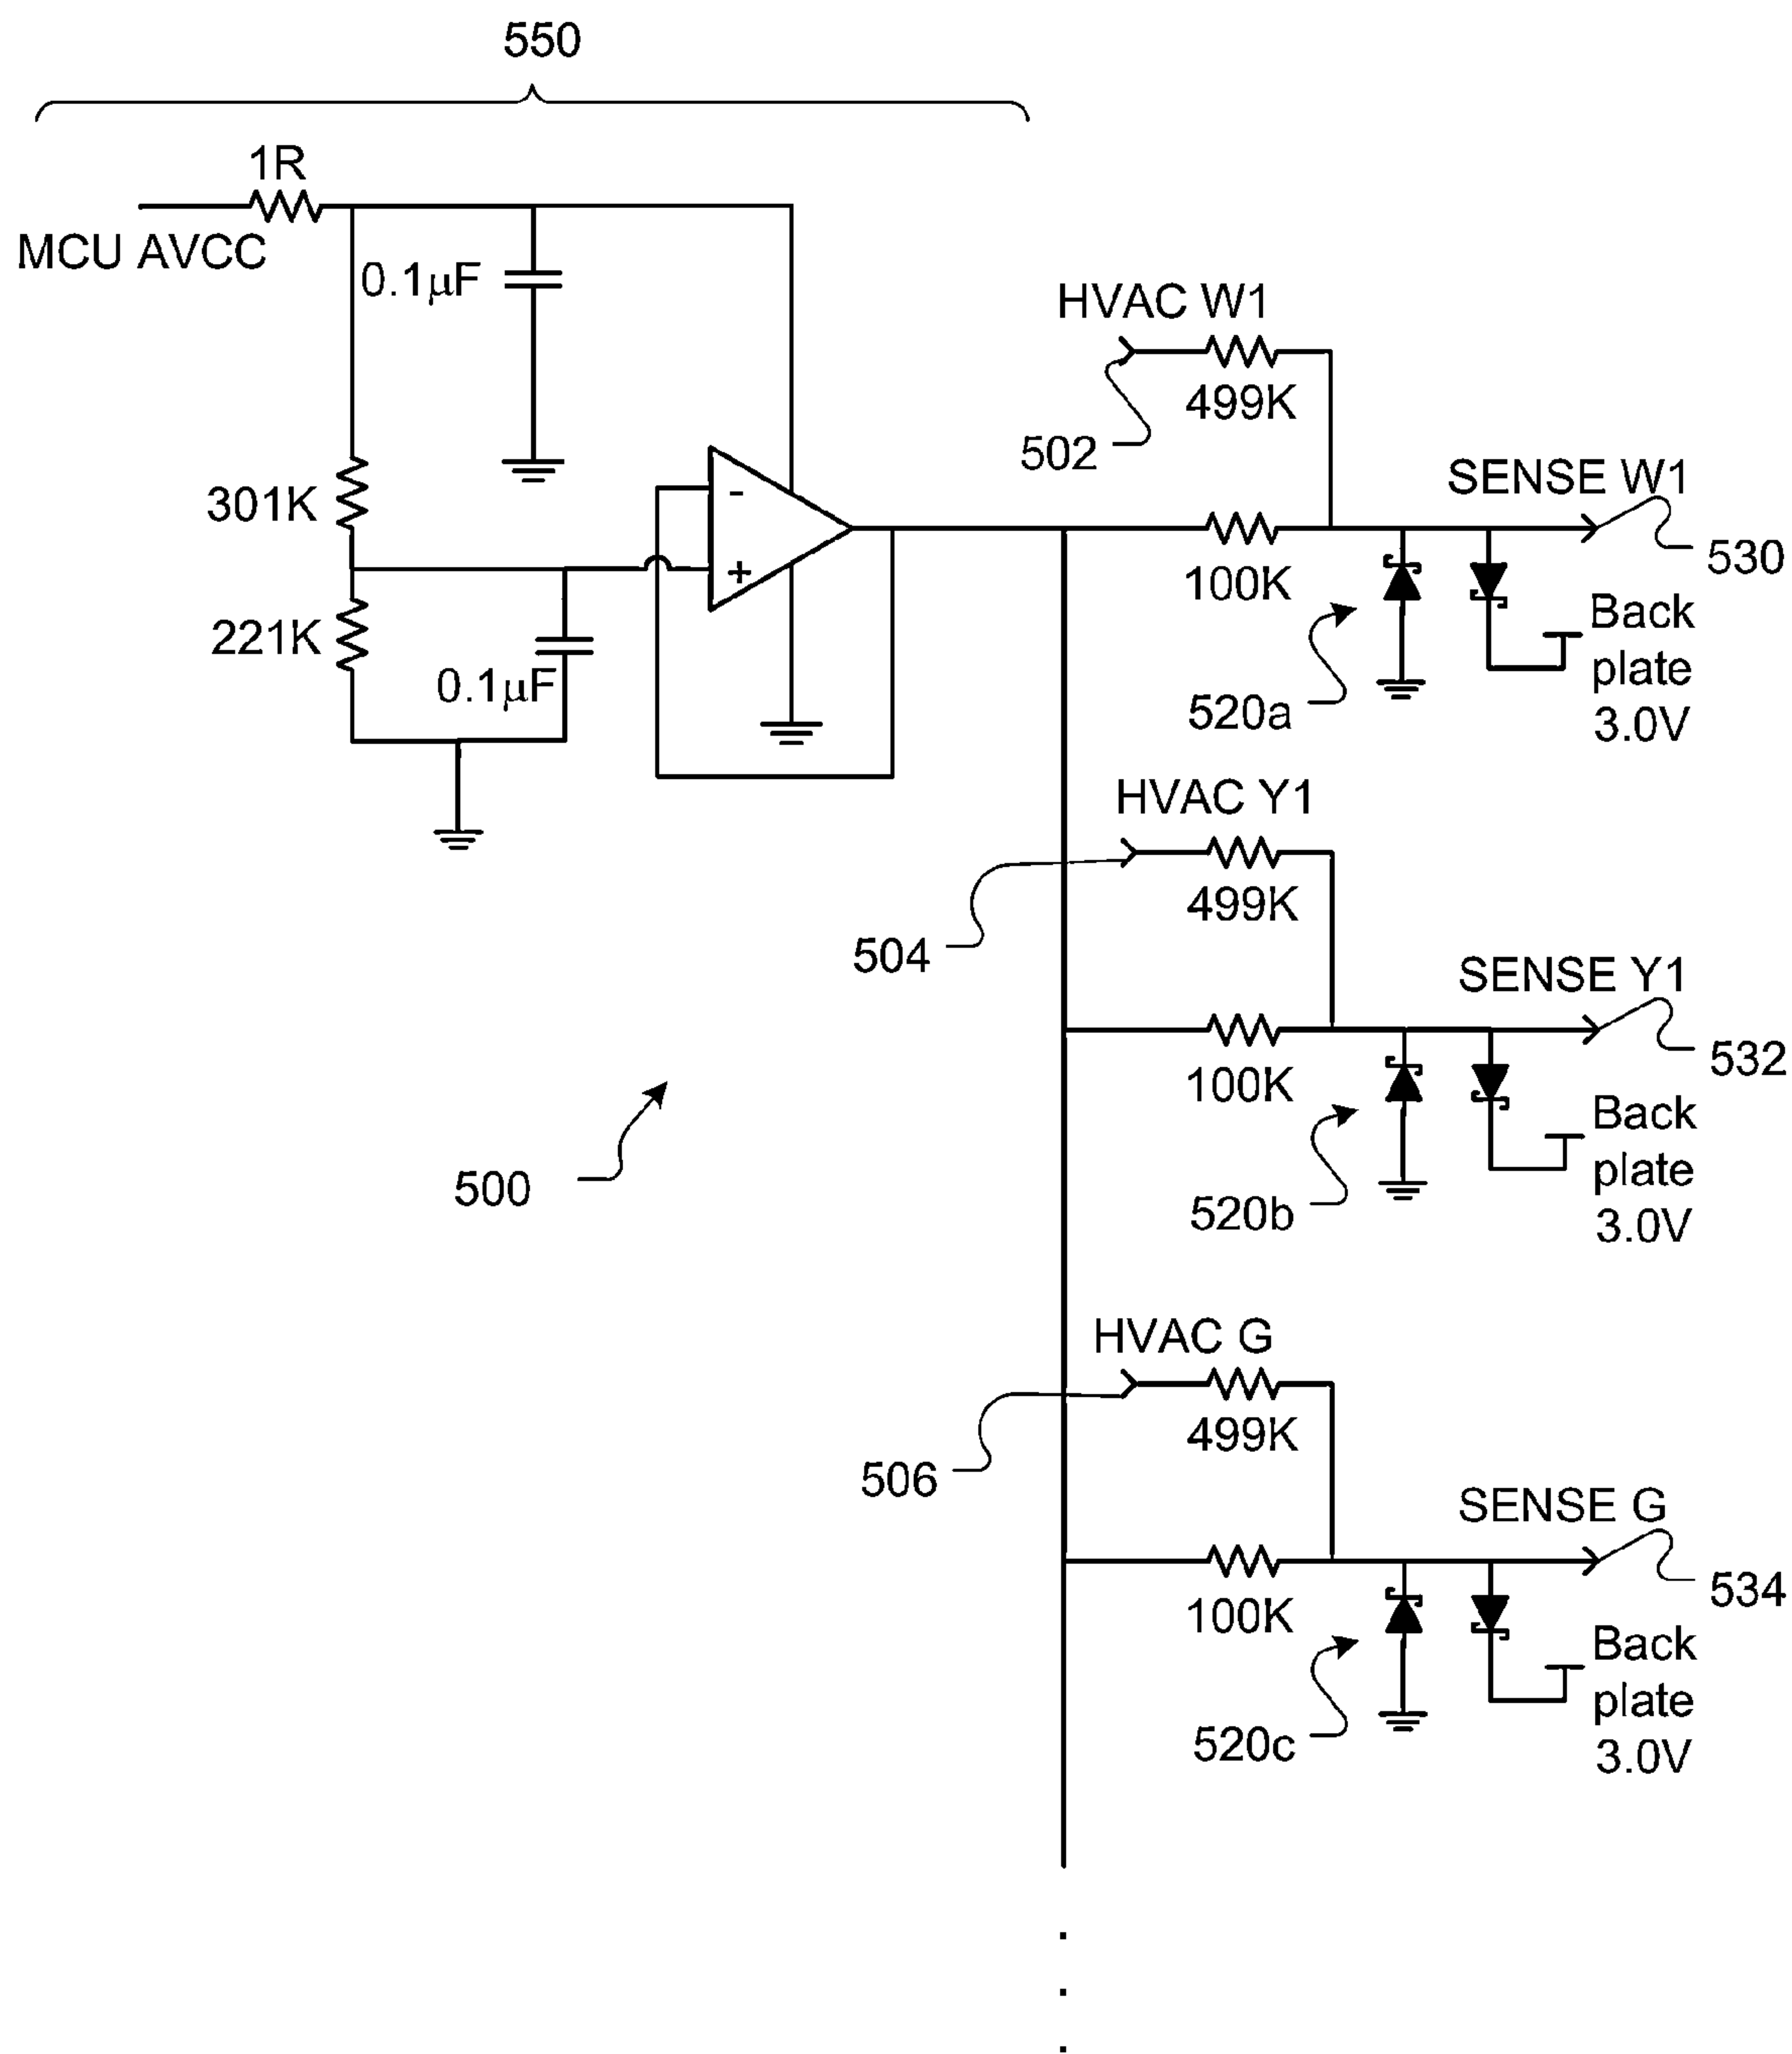 550
1R
MCU AVCC
0.1µF
HVAC W1
499K
502
SENSE W1
301K
530
100K
-
+
Back
plate
3.0V
221K
0.1µF
520a
HVAC Y1
499K
504
SENSE Y1
532
100K
Back
plate
3.0V
500
520b
HVAC G
499K
506
SENSE G
534
100K
Back
plate
3.0V
520c
.
.
.